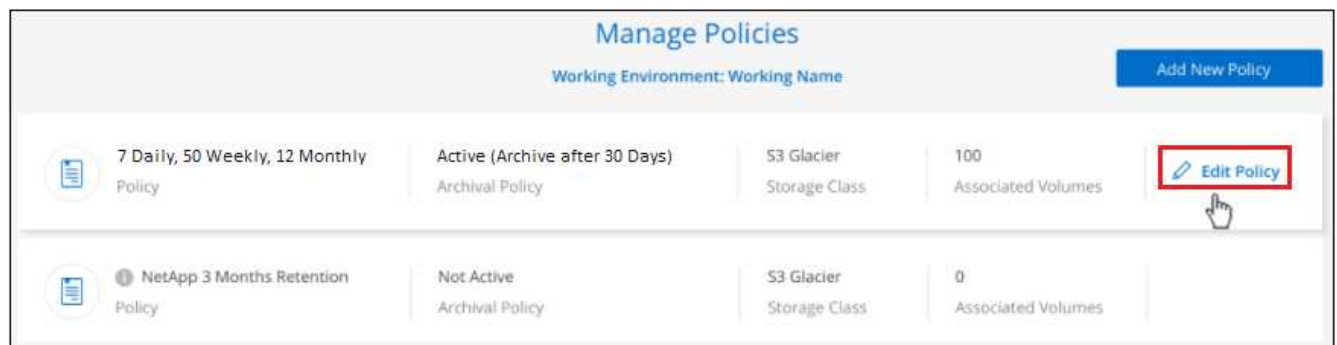 Manage Policies
Working Environment: Working Name
Add New Policy
7 Daily, 50 Weekly, 12 Monthly
Policy
Active (Archive after 30 Days)
Archival Policy
S3 Glacier
Storage Class
100
Associated Volumes
Edit Policy
NetApp 3 Months Retention
Policy
Not Active
Archival Policy
S3 Glacier
Storage Class
0
Associated Volumes